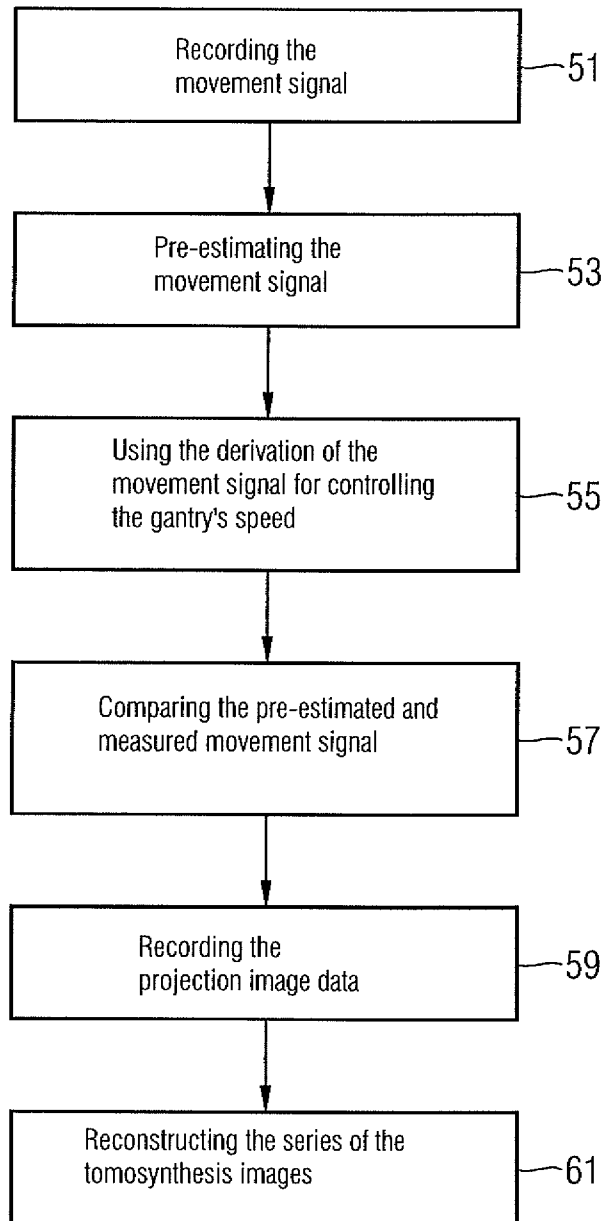 Recording the
movement signal
51
Pre-estimating the
movement signal
53
Using the derivation of the
movement signal for controlling
the gantry's speed
55
Comparing the pre-estimated and
measured movement signal
57
Recording the
projection image data
59
Reconstructing the series of the
tomosynthesis images
61